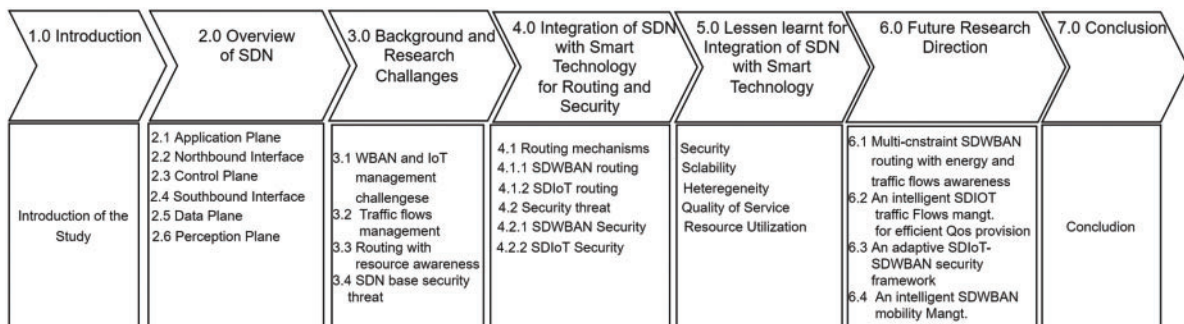 1.0 Introduction
2.0 Overview
of SDN
3.0 Background and
Research
Challanges
4.0 Integration of SDN
with Smart
Technology
for Routing and
Security
5.0 Lessen learnt for
Integration of SDN
with Smart
Technology
6.0 Future Research
Direction
7.0 Conclusion
Introduction of the
Study
2.1 Application Plane
2.2 Northbound Interface
2.3 Control Plane
2.4 Southbound Interface
2.5 Data Plane
2.6 Perception Plane
3.1 WBAN and IoT
management
challengese
3.2 Traffic flows
management
3.3 Routing with
resource awareness
3.4 SDN base security
threat
4.1 Routing mechanisms
4.1.1 SDWBAN routing
4.1.2 SDIoT routing
4.2 Security threat
4.2.1 SDWBAN Security
4.2.2 SDIoT Security
Security
Sclability
Heteregeneity
Quality of Service
Resource Utilization
6.1 Multi-cnstraint SDWBAN
routing with energy and
traffic flows awareness
6.2 An intelligent SDIOT
traffic Flows mangt.
for efficient Qos provision
6.3 An adaptive SDIoT-
SDWBAN security
framework
6.4 An intelligent SDWBAN
mobility Mangt.
Concludion